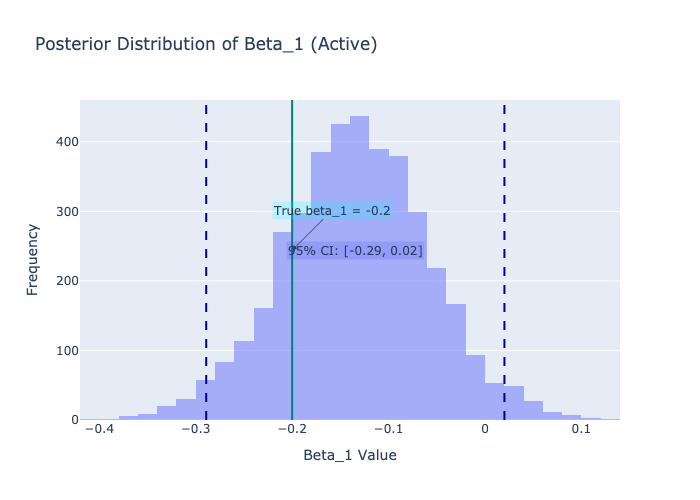 Posterior Distribution of Beta_1 (Active)
400
300
200
100
0
Frequency
True beta_1 = -0.2
95% CI: [-0.29, 0.02]
−0.4
−0.3
−0.2
−0.1
0
0.1
Beta_1 Value